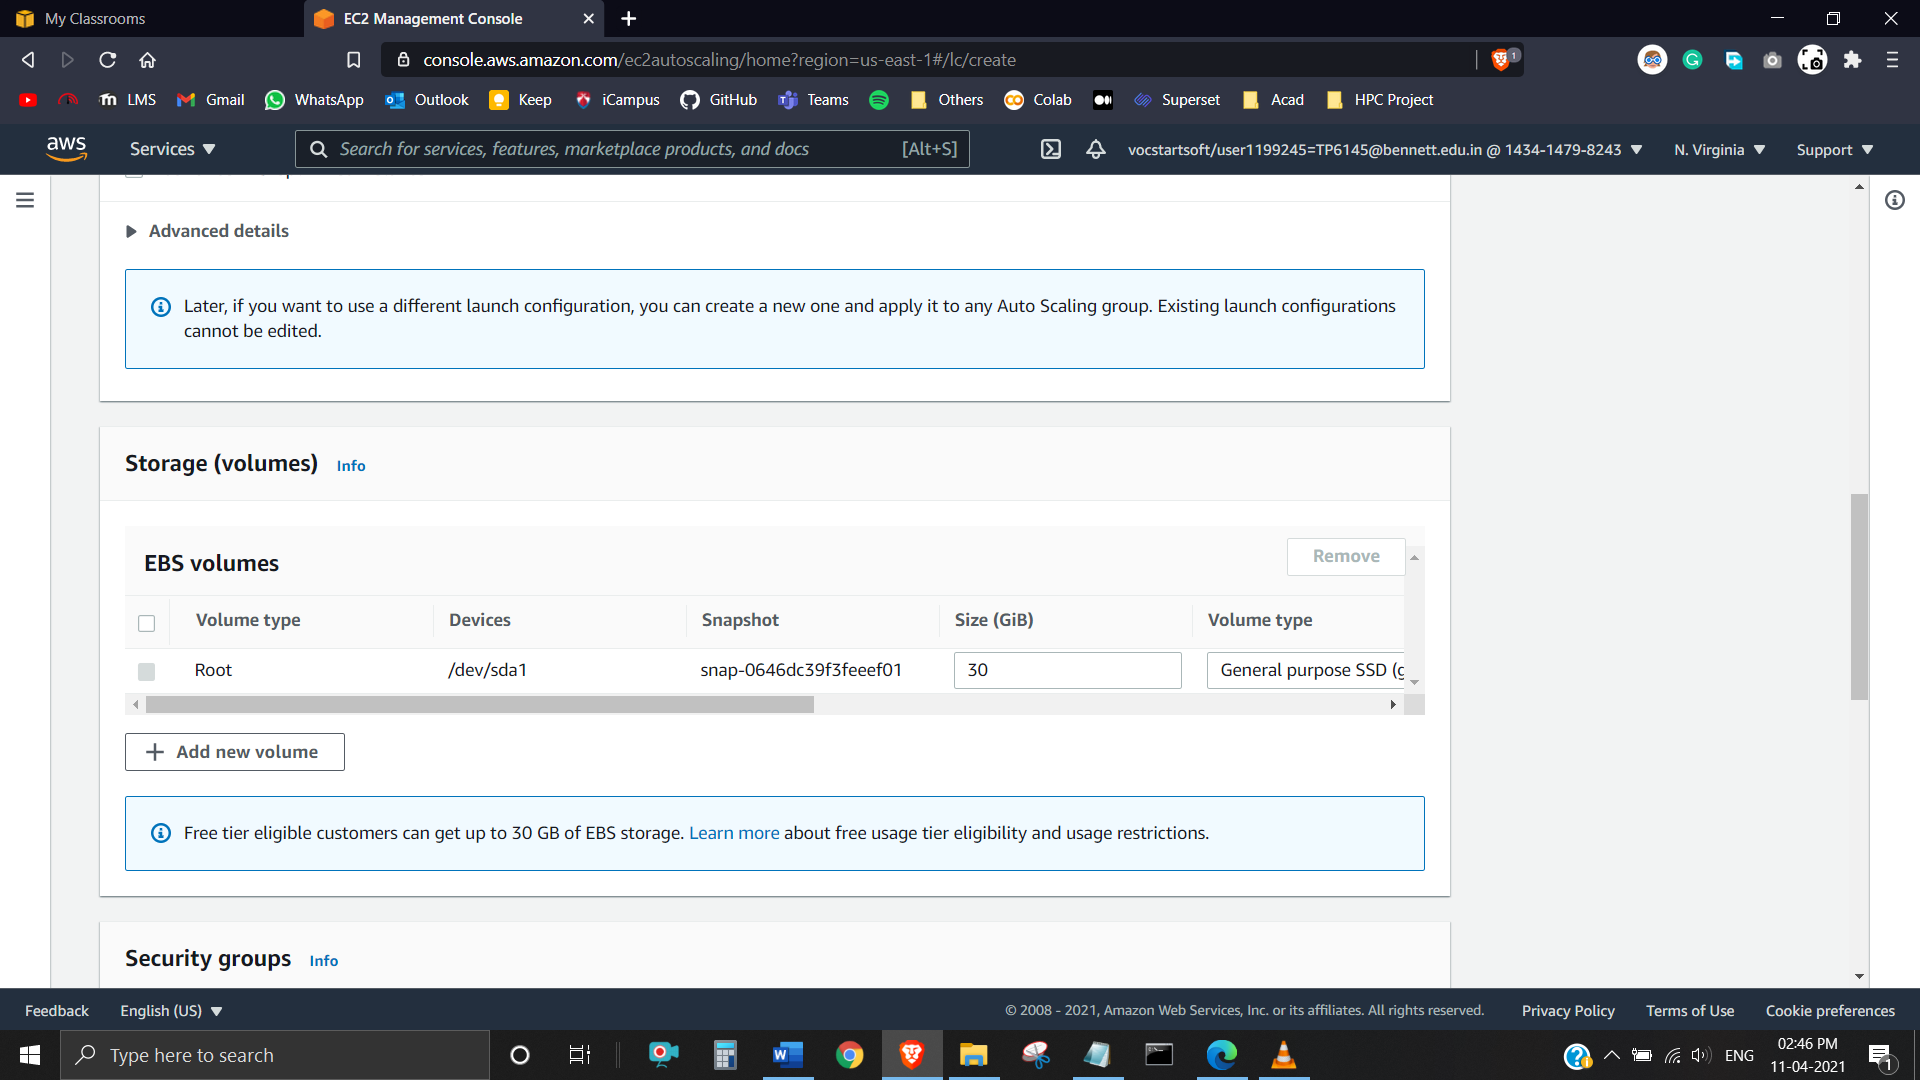 My Classrooms
EC2 Management Console
console.aws.amazon.com/ec2autoscaling/home?region=us-east-1#/lc/create
1
LMS Gmail WhatsApp Outlook Keep iCampus GitHub Teams Others Colab Superset Acad HPC Project
aws Services Search for services, features, marketplace products, and docs [Alt+S] vocstartsoft/user1199245=TP6145@bennett.edu.in @ 1434-1479-8243 N. Virginia Support
Advanced details
Later, if you want to use a different launch configuration, you can create a new one and apply it to any Auto Scaling group. Existing launch configurations
cannot be edited.
Storage (volumes) Info
EBS volumes Remove
Volume type Devices Snapshot Size (GiB) Volume type
Root /dev/sda1 snap-0646dc39f3feeef01 30 General purpose SSD (g
Add new volume
Free tier eligible customers can get up to 30 GB of EBS storage. Learn more about free usage tier eligibility and usage restrictions.
Security groups Info
Feedback English (US) © 2008 - 2021, Amazon Web Services, Inc. or its affiliates. All rights reserved. Privacy Policy Terms of Use Cookie preferences
Type here to search
ENG
02:46 PM
11-04-2021
1